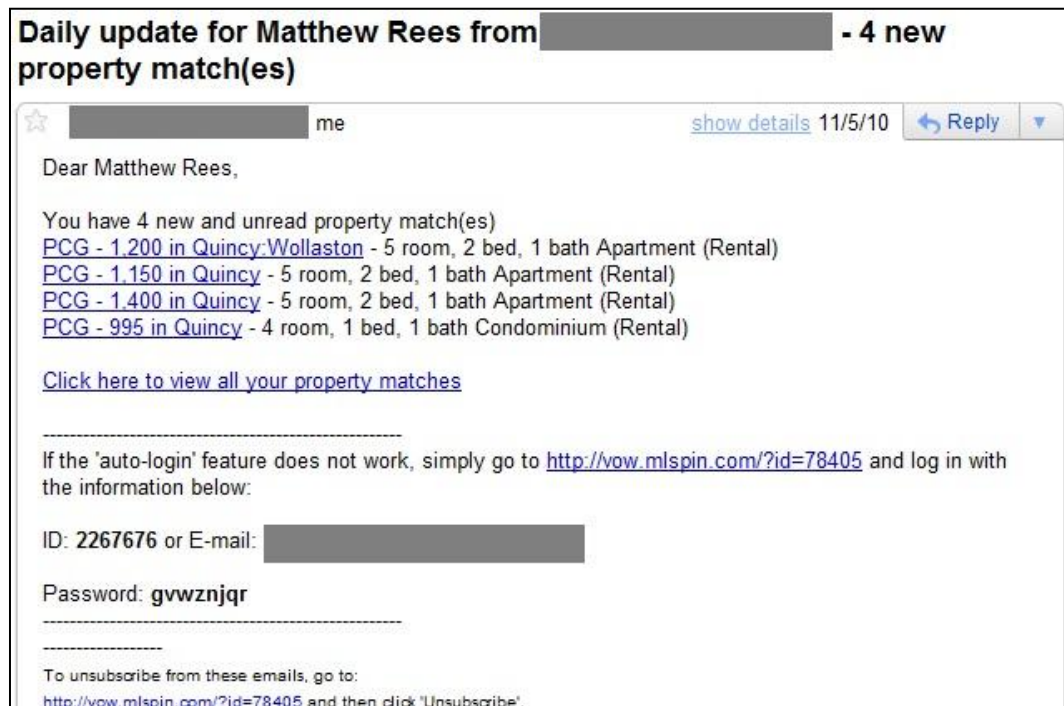 Daily update for Matthew Rees from - 4 new
property match(es)
me show details 11/5/10 Reply
Dear Matthew Rees,
You have 4 new and unread property match(es)
PCG - 1,200 in Quincy:Wollaston - 5 room, 2 bed, 1 bath Apartment (Rental)
PCG - 1,150 in Quincy - 5 room, 2 bed, 1 bath Apartment (Rental)
PCG - 1,400 in Quincy - 5 room, 2 bed, 1 bath Apartment (Rental)
PCG - 995 in Quincy - 4 room, 1 bed, 1 bath Condominium (Rental)
Click here to view all your property matches
------------------------------------------------------
If the 'auto-login' feature does not work, simply go to http://vow.mlspin.com/?id=78405 and log in with
the information below:
ID: 2267676 or E-mail:
Password: gvwznjqr
------------------------------------------------------
------------------
To unsubscribe from these emails, go to:
http://vow.mlspin.com/?id=78405 and then click 'Unsubscribe'.